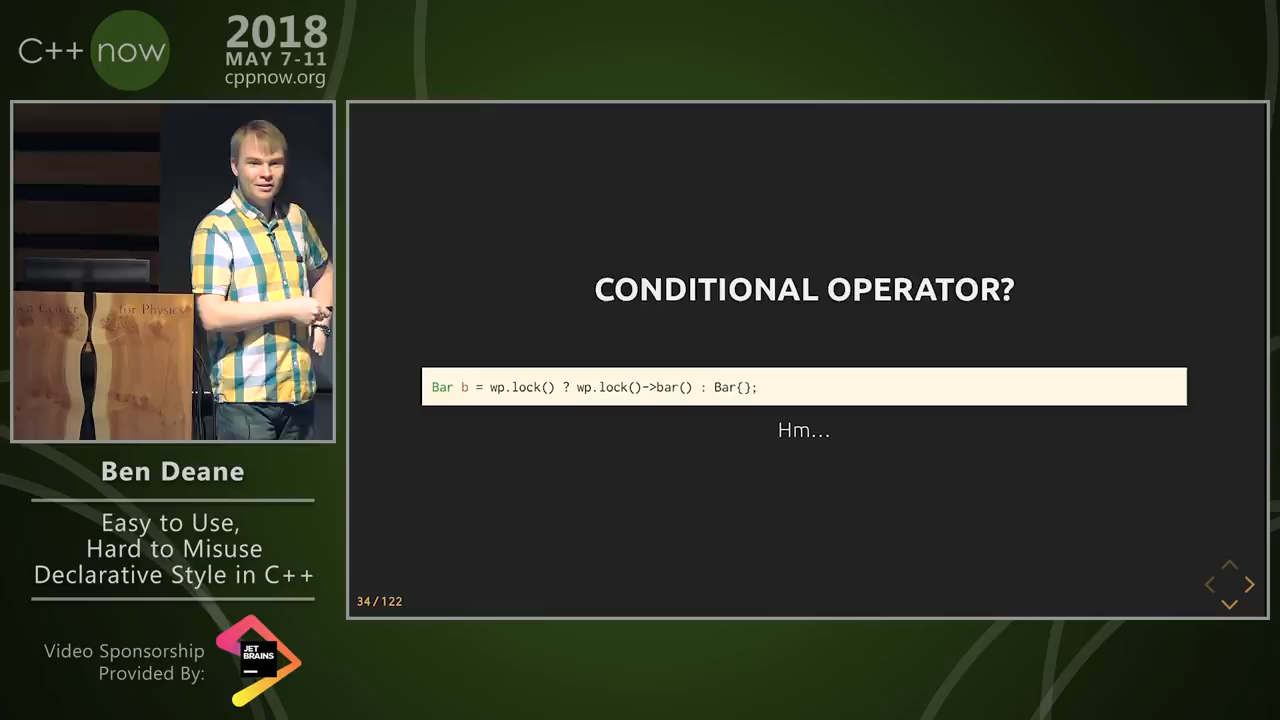 C++ now
2018
MAY 7-11
cppnow.org
Center
for Physics
CONDITIONAL OPERATOR?
Bar b = wp.lock() ? wp.lock()->bar() : Bar{};
Hm...
34/122
Ben Deane
Easy to Use,
Hard to Misuse
Declarative Style in C++
Video Sponsorship
Provided By:
JET
BRAINS